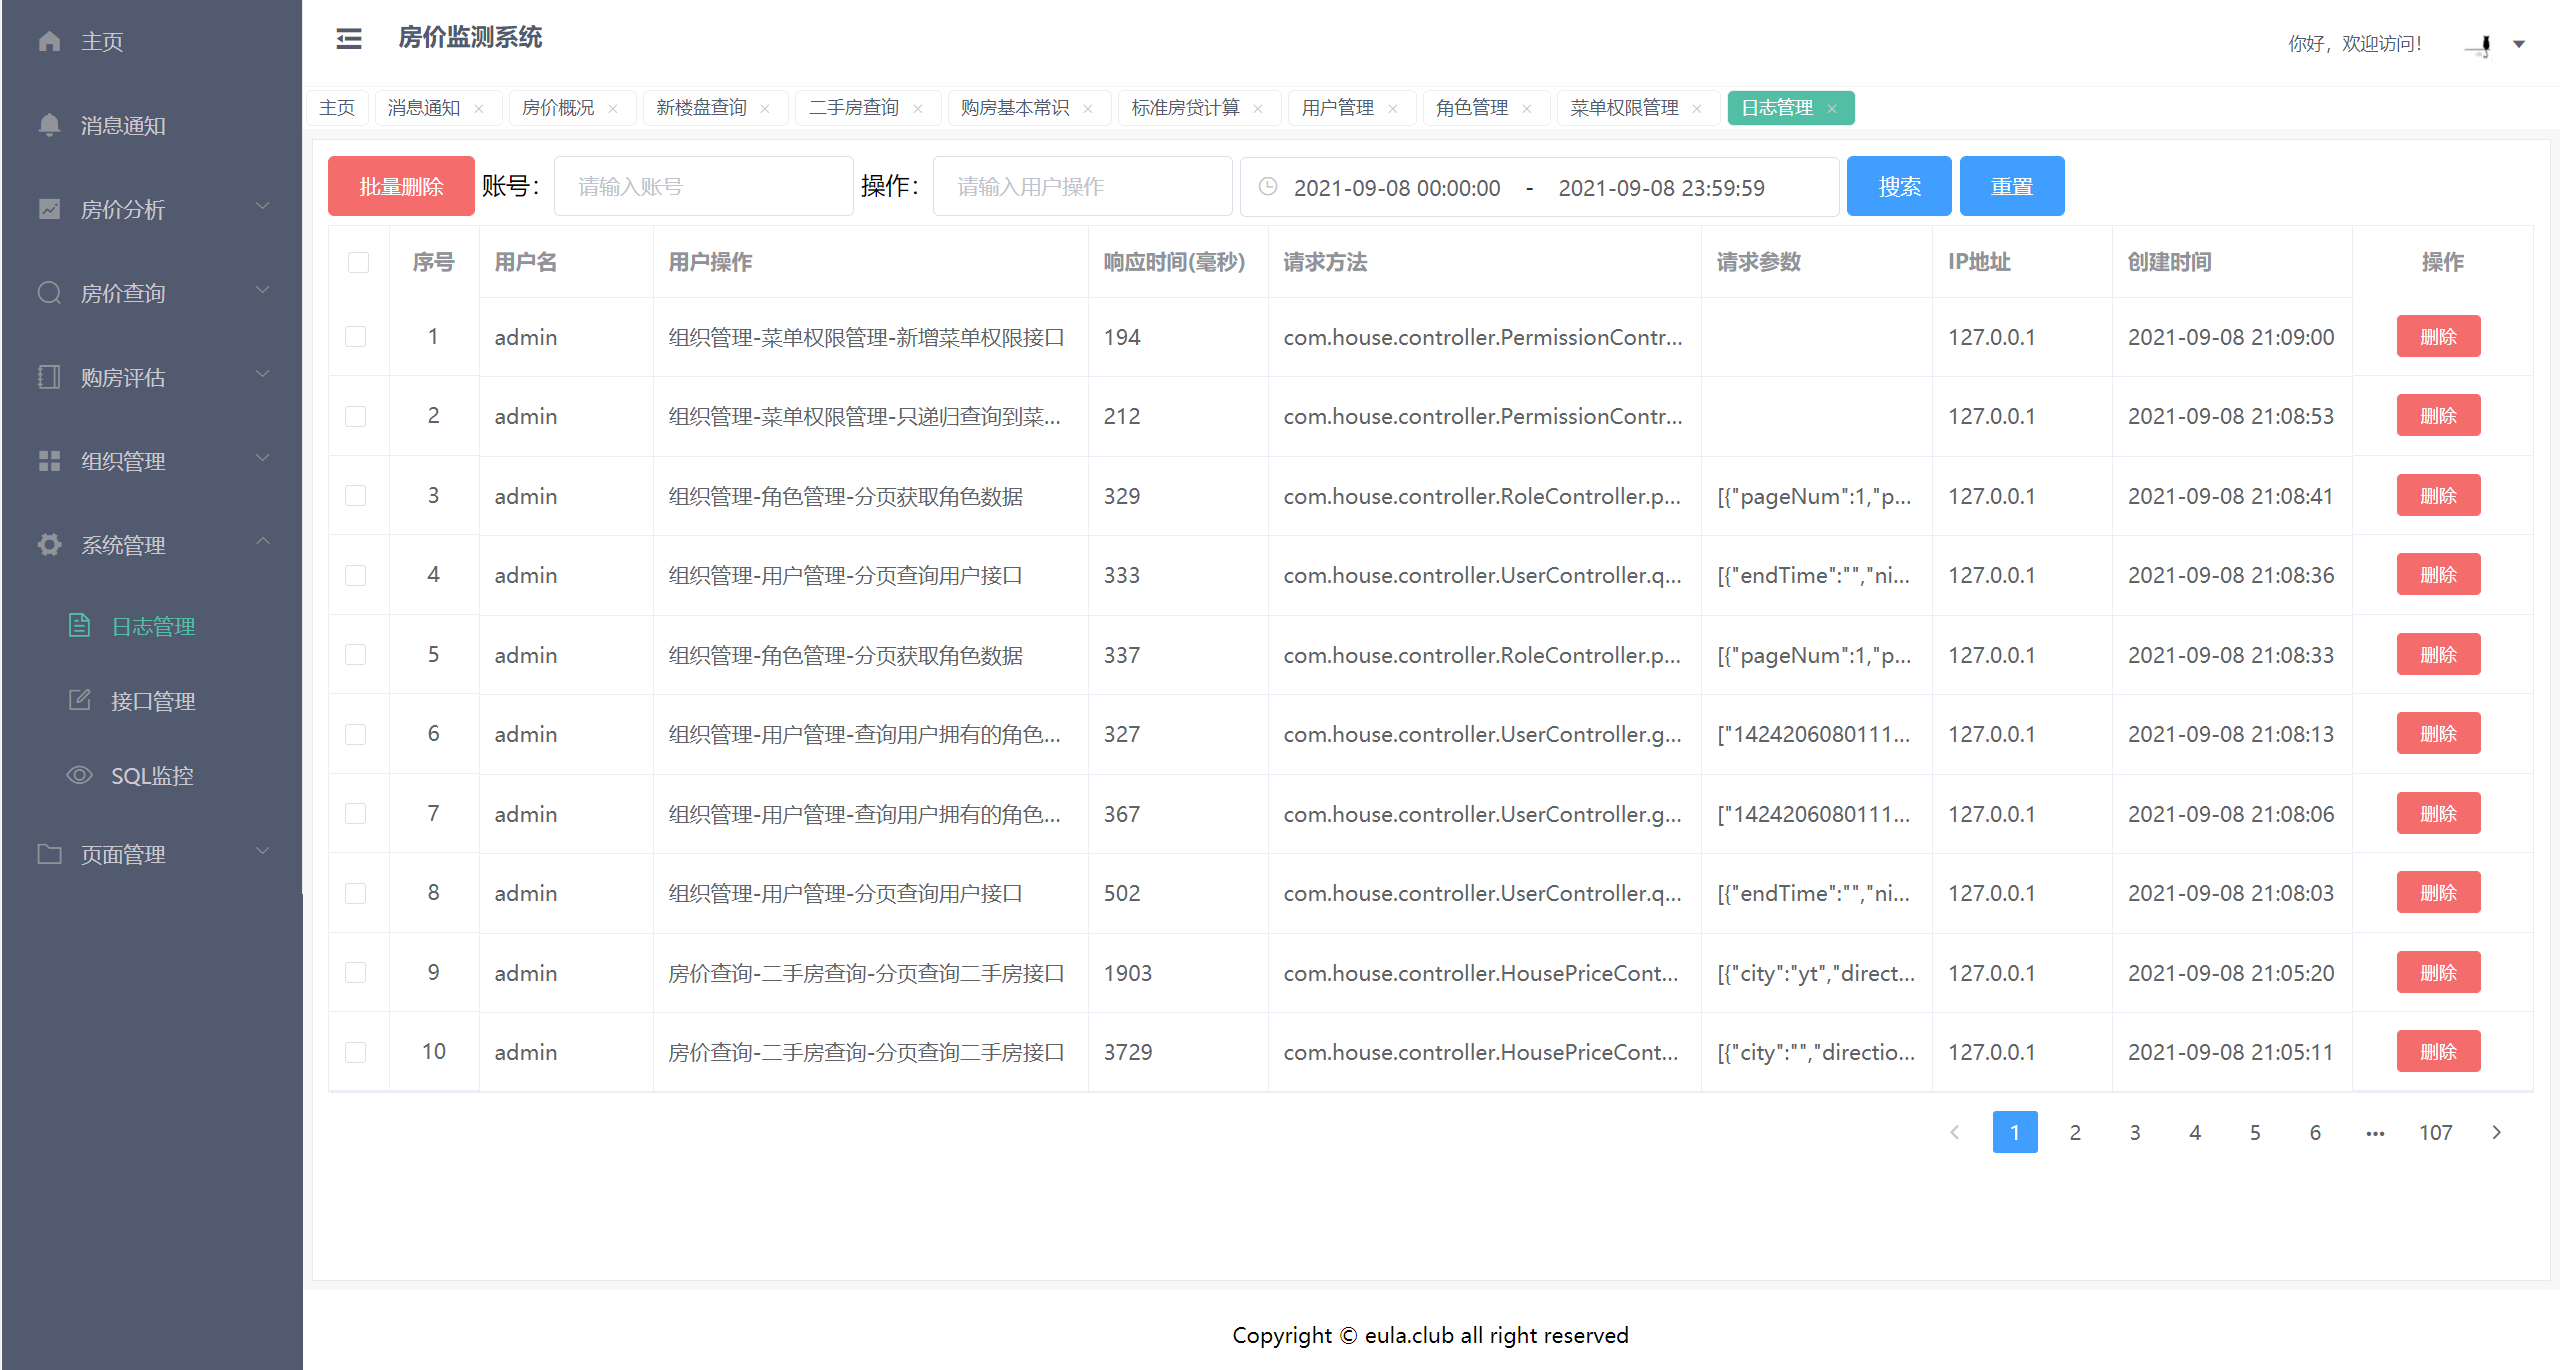 主页
消息通知
房价分析
房价查询
购房评估
组织管理
系统管理
日志管理
接口管理
SQL监控
页面管理
房价监测系统
你好，欢迎访问！
主页 消息通知 房价概况 新楼盘查询 二手房查询 购房基本常识 标准房贷计算 用户管理 角色管理 菜单权限管理 日志管理
批量删除 账号： 请输入账号 操作： 请输入用户操作 2021-09-08 00:00:00 - 2021-09-08 23:59:59 搜索 重置
序号 用户名 用户操作 响应时间(毫秒) 请求方法 请求参数 IP地址 创建时间 操作
1 admin 组织管理-菜单权限管理-新增菜单权限接口 194 com.house.controller.PermissionContr... 127.0.0.1 2021-09-08 21:09:00 删除
2 admin 组织管理-菜单权限管理-只递归查询到菜... 212 com.house.controller.PermissionContr... 127.0.0.1 2021-09-08 21:08:53 删除
3 admin 组织管理-角色管理-分页获取角色数据 329 com.house.controller.RoleController.p... [{"pageNum":1,"p... 127.0.0.1 2021-09-08 21:08:41 删除
4 admin 组织管理-用户管理-分页查询用户接口 333 com.house.controller.UserController.q... [{"endTime":"","ni... 127.0.0.1 2021-09-08 21:08:36 删除
5 admin 组织管理-角色管理-分页获取角色数据 337 com.house.controller.RoleController.p... [{"pageNum":1,"p... 127.0.0.1 2021-09-08 21:08:33 删除
6 admin 组织管理-用户管理-查询用户拥有的角色... 327 com.house.controller.UserController.g... ["1424206080111... 127.0.0.1 2021-09-08 21:08:13 删除
7 admin 组织管理-用户管理-查询用户拥有的角色... 367 com.house.controller.UserController.g... ["1424206080111... 127.0.0.1 2021-09-08 21:08:06 删除
8 admin 组织管理-用户管理-分页查询用户接口 502 com.house.controller.UserController.q... [{"endTime":"","ni... 127.0.0.1 2021-09-08 21:08:03 删除
9 admin 房价查询-二手房查询-分页查询二手房接口 1903 com.house.controller.HousePriceCont... [{"city":"yt","direct... 127.0.0.1 2021-09-08 21:05:20 删除
10 admin 房价查询-二手房查询-分页查询二手房接口 3729 com.house.controller.HousePriceCont... [{"city":"","directio... 127.0.0.1 2021-09-08 21:05:11 删除
1 2 3 4 5 6 ... 107
Copyright © eula.club all right reserved